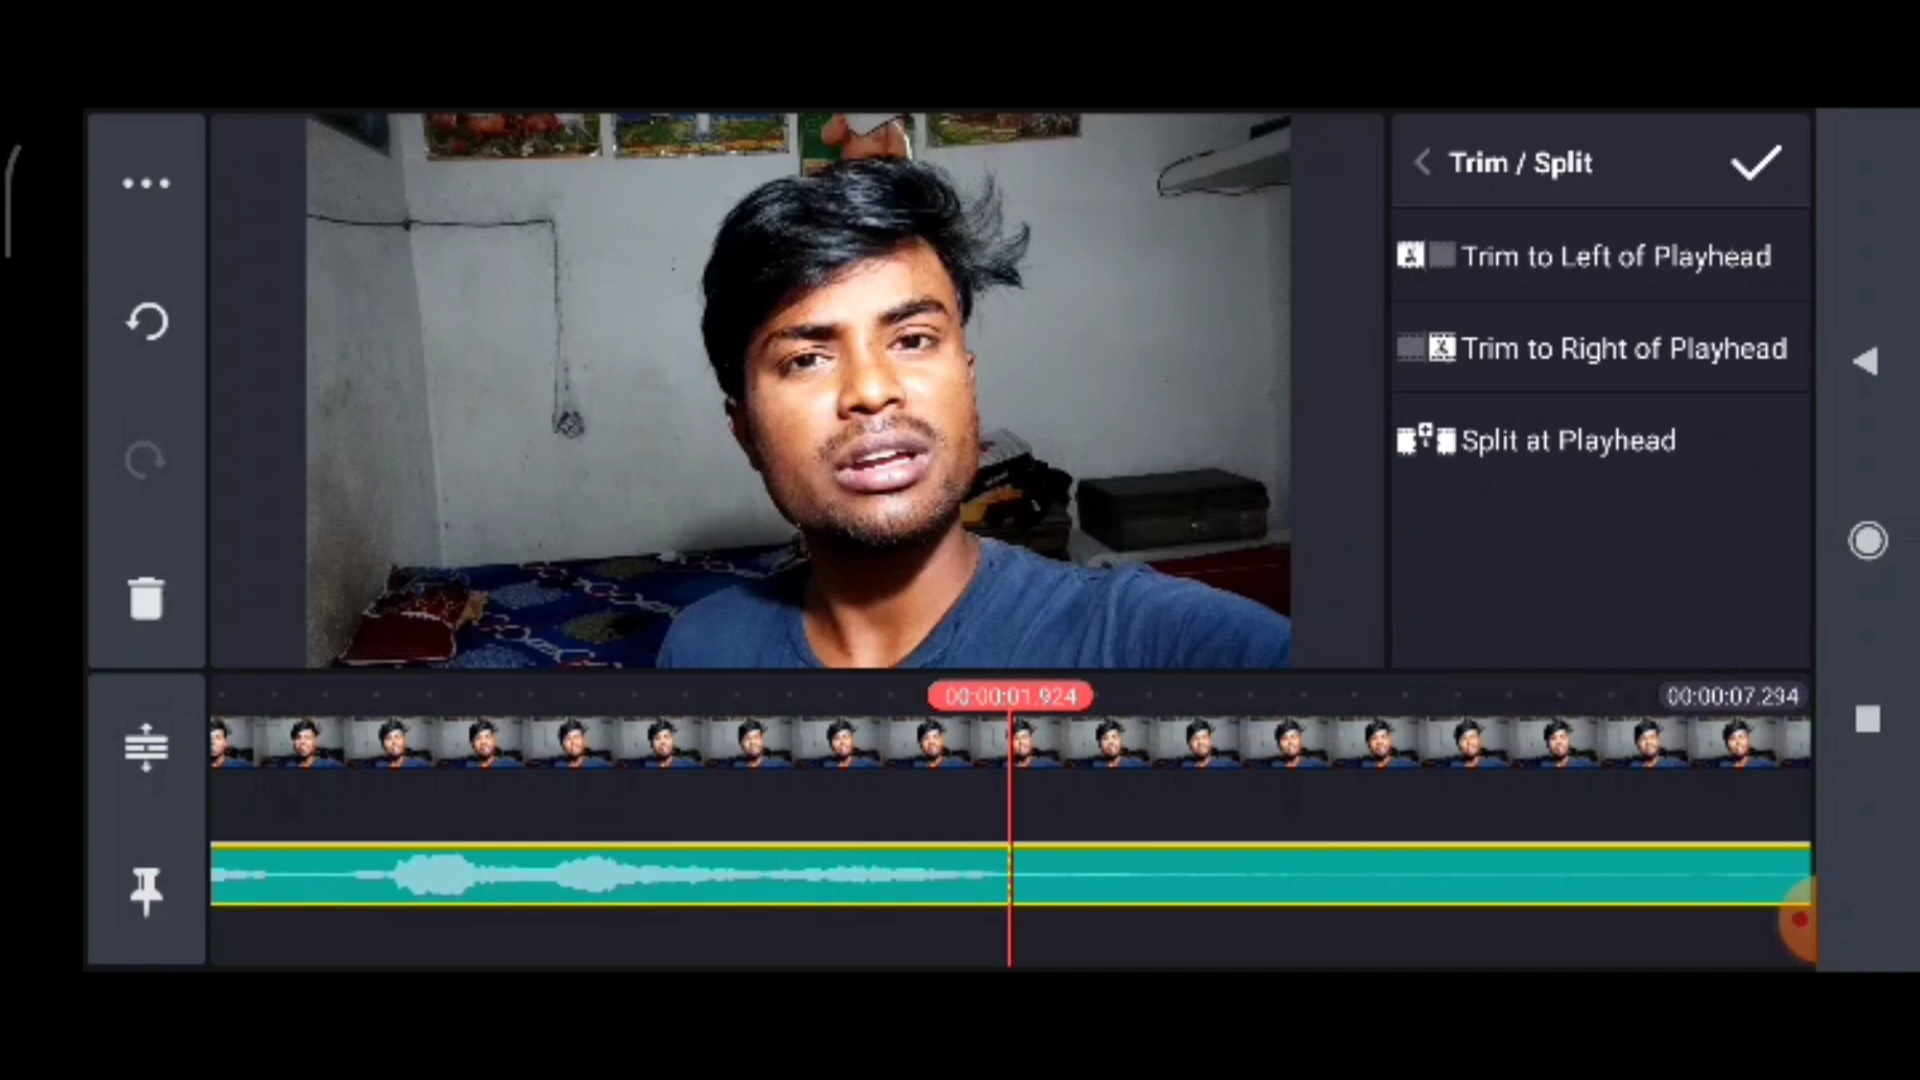 Trim / Split
Trim to Left of Playhead
Trim to Right of Playhead
Split at Playhead
00:00:01.924
00:00:07.294